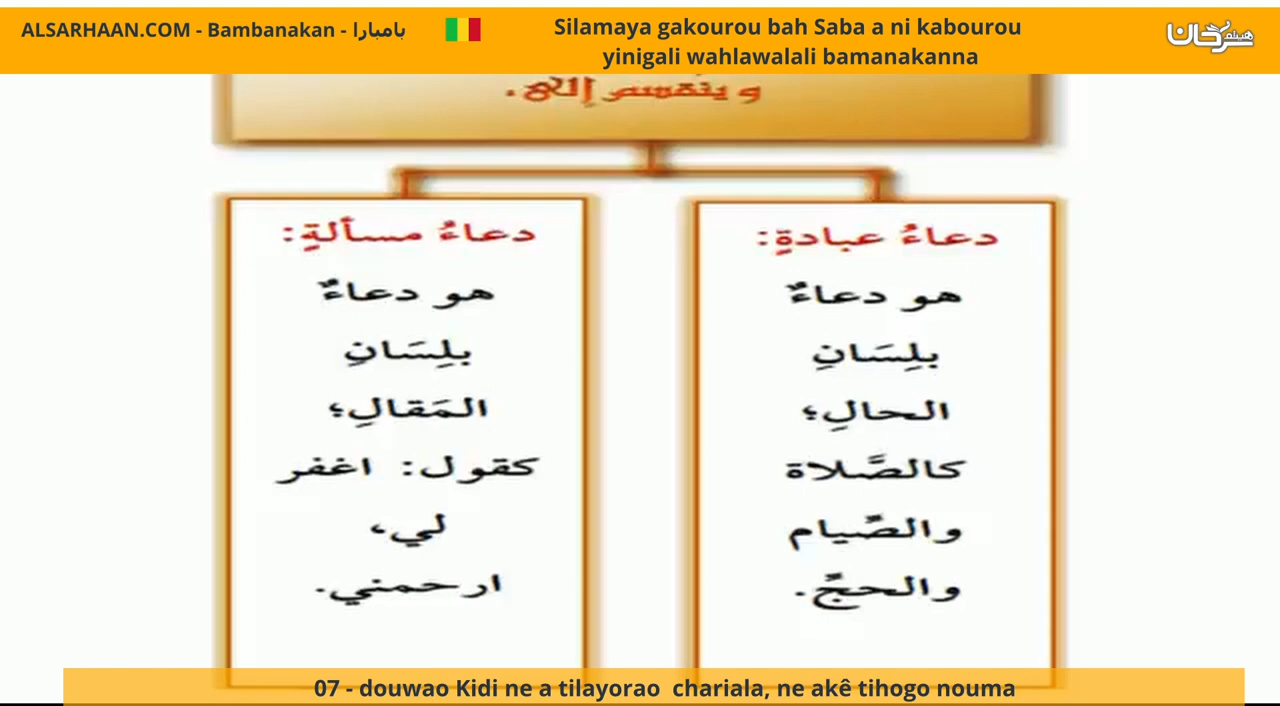 ALSARHAAN.COM - Bambanakan - بامبارا
Silamaya gakourou bah Saba a ni kabourou
yinigali wahlawalali bamanakanna
هيثم سرحان
و ينقسم إلى.
دعاءُ عبادةٍ:
هو دعاءٌ
بلِسَانِ
الحالِ؛
كالصَّلاة
والصِّيام
والحجِّ.
دعاءُ مسألةٍ:
هو دعاءٌ
بلِسَانِ
المَقالِ؛
كقول: اغفر
لي،
ارحمني.
07 - douwao Kidi ne a tilayorao chariala, ne akê tihogo nouma